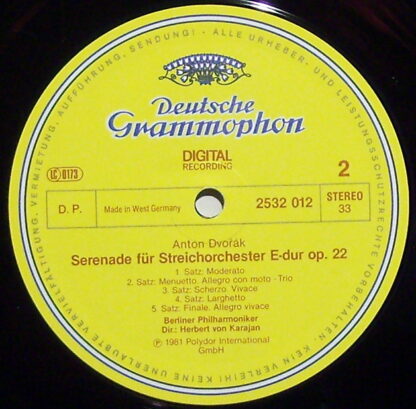 ALLE URHEBER- UND LEISTUNGSSCHUTZRECHTE VORBEHALTEN · KEIN VERLEIH! KEINE UNERLAUBTE VERVIELFÄLTIGUNG, VERMIETUNG, AUFFÜHRUNG, SENDUNG! ·
Deutsche
Grammophon
DIGITAL
RECORDING
LC 0173
2
D. P.
Made in West Germany
2532 012
STEREO
33
Anton Dvořák
Serenade für Streichorchester E-dur op. 22
1. Satz: Moderato
2. Satz: Menuetto. Allegro con moto - Trio
3. Satz: Scherzo. Vivace
4. Satz: Larghetto
5. Satz: Finale. Allegro vivace
Berliner Philharmoniker
Dir.: Herbert von Karajan
℗ 1981 Polydor International
GmbH